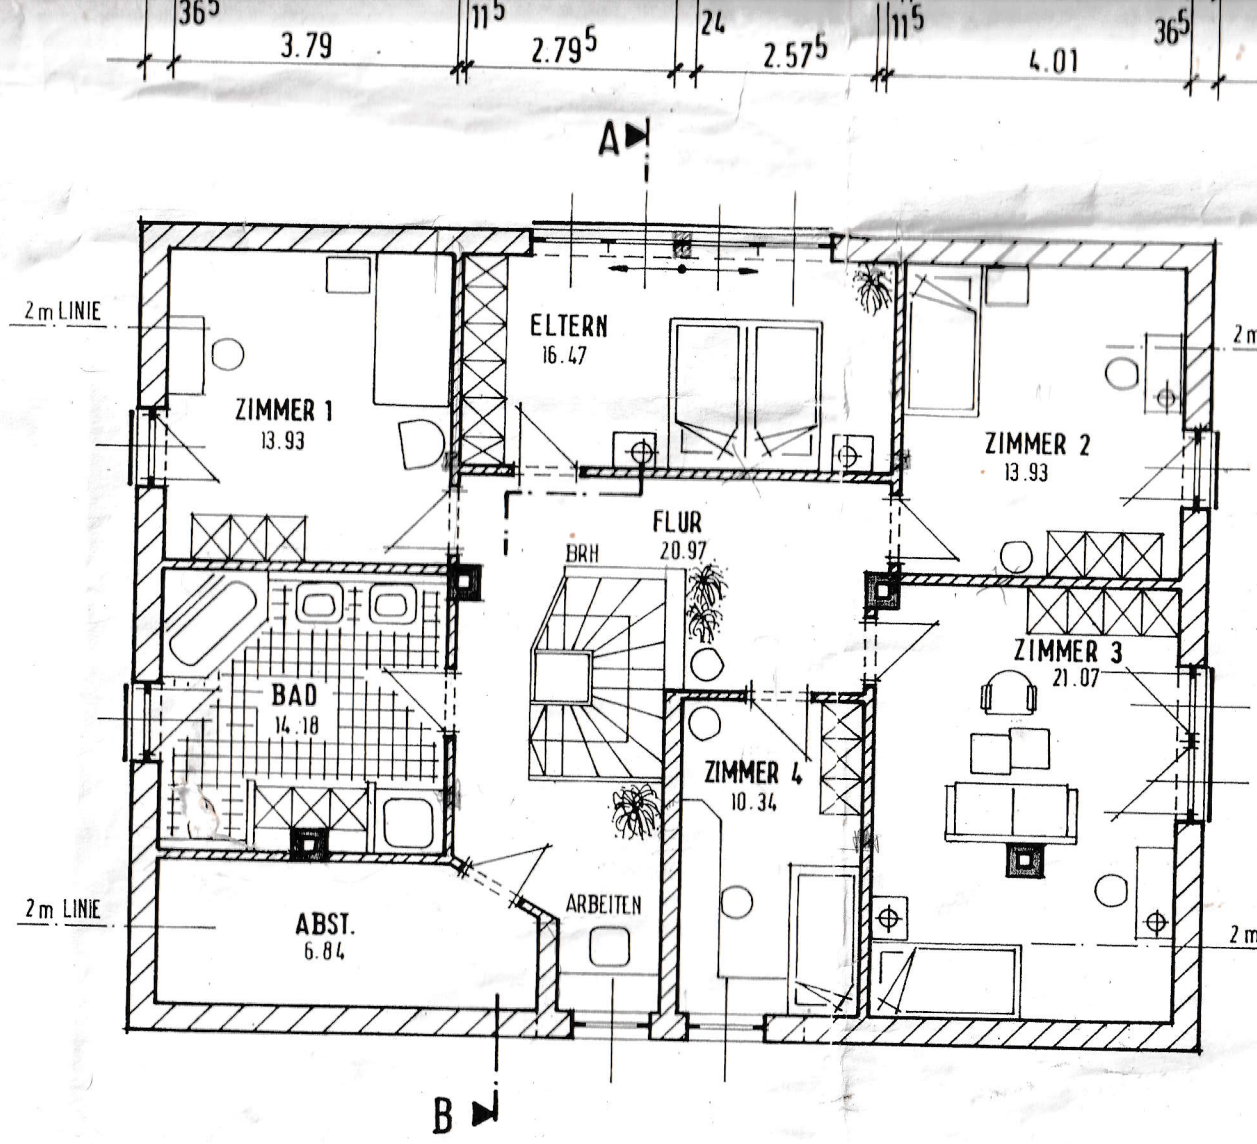 36⁵
11⁵
24
11⁵
36⁵
3.79
2.79⁵
2.57⁵
4.01
A
2 m LINIE
ELTERN
16.47
2 m
ZIMMER 1
13.93
ZIMMER 2
13.93
FLUR
20.97
BRH
ZIMMER 3
21.07
BAD
14.18
ZIMMER 4
10.34
2 m LINIE
ABST.
6.84
ARBEITEN
2 m
B